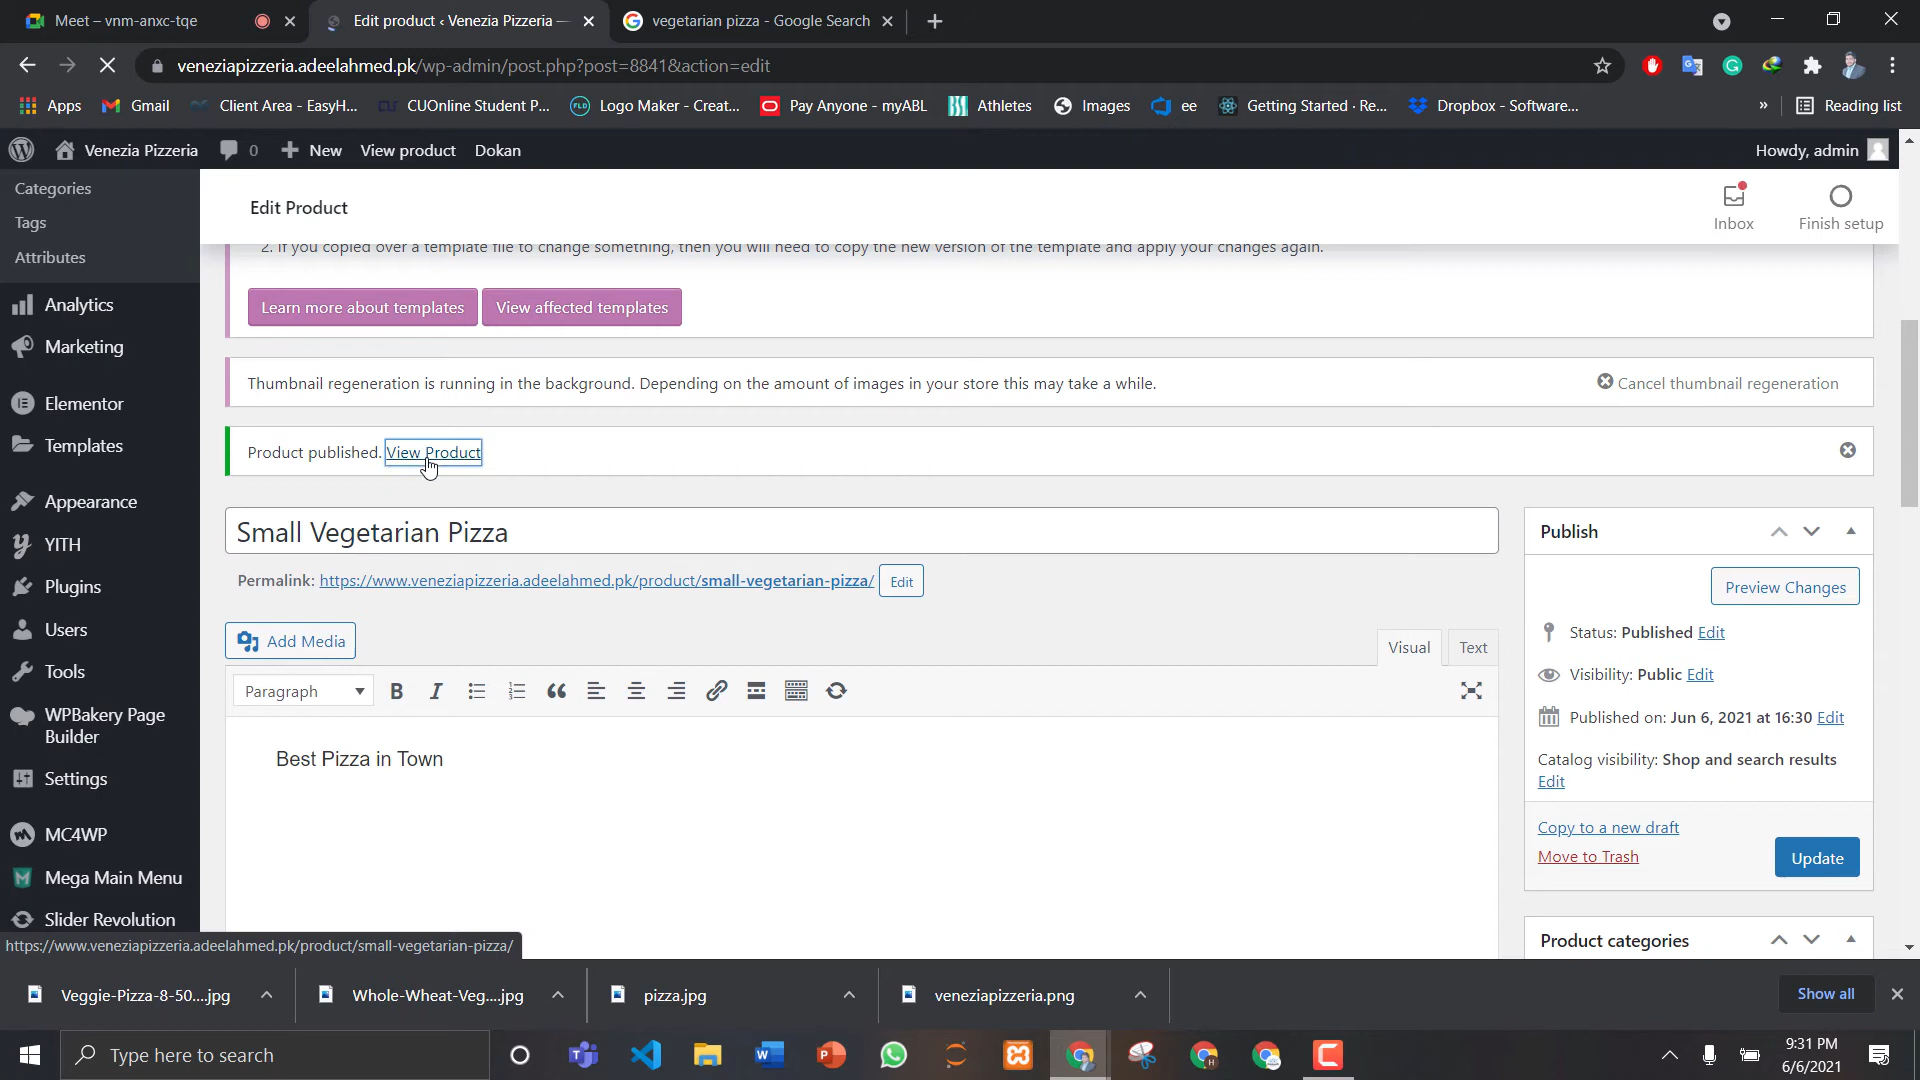 Meet – vnm-anxc-tqe
Edit product ‹ Venezia Pizzeria —
vegetarian pizza - Google Search
veneziapizzeria.adeelahmed.pk/wp-admin/post.php?post=8841&action=edit
Apps
Gmail
Client Area - EasyH...
CUOnline Student P...
Logo Maker - Creat...
Pay Anyone - myABL
Athletes
Images
ee
Getting Started · Re...
Dropbox - Software...
»
Reading list
Venezia Pizzeria
0
New
View product
Dokan
Howdy, admin
Categories
Tags
Attributes
Analytics
Marketing
Elementor
Templates
Appearance
YITH
Plugins
Users
Tools
WPBakery Page
Builder
Settings
MC4WP
Mega Main Menu
Slider Revolution
Edit Product
Inbox
Finish setup
2. If you copied over a template file to change something, then you will need to copy the new version of the template and apply your changes again.
Learn more about templates
View affected templates
Thumbnail regeneration is running in the background. Depending on the amount of images in your store this may take a while.
Cancel thumbnail regeneration
Product published. View Product
Small Vegetarian Pizza
Permalink: https://www.veneziapizzeria.adeelahmed.pk/product/small-vegetarian-pizza/
Edit
Add Media
Visual
Text
Paragraph
Best Pizza in Town
Publish
Preview Changes
Status: Published Edit
Visibility: Public Edit
Published on: Jun 6, 2021 at 16:30 Edit
Catalog visibility: Shop and search results
Edit
Copy to a new draft
Move to Trash
Update
Product categories
https://www.veneziapizzeria.adeelahmed.pk/product/small-vegetarian-pizza/
Veggie-Pizza-8-50....jpg
Whole-Wheat-Veg....jpg
pizza.jpg
veneziapizzeria.png
Show all
Type here to search
9:31 PM
6/6/2021